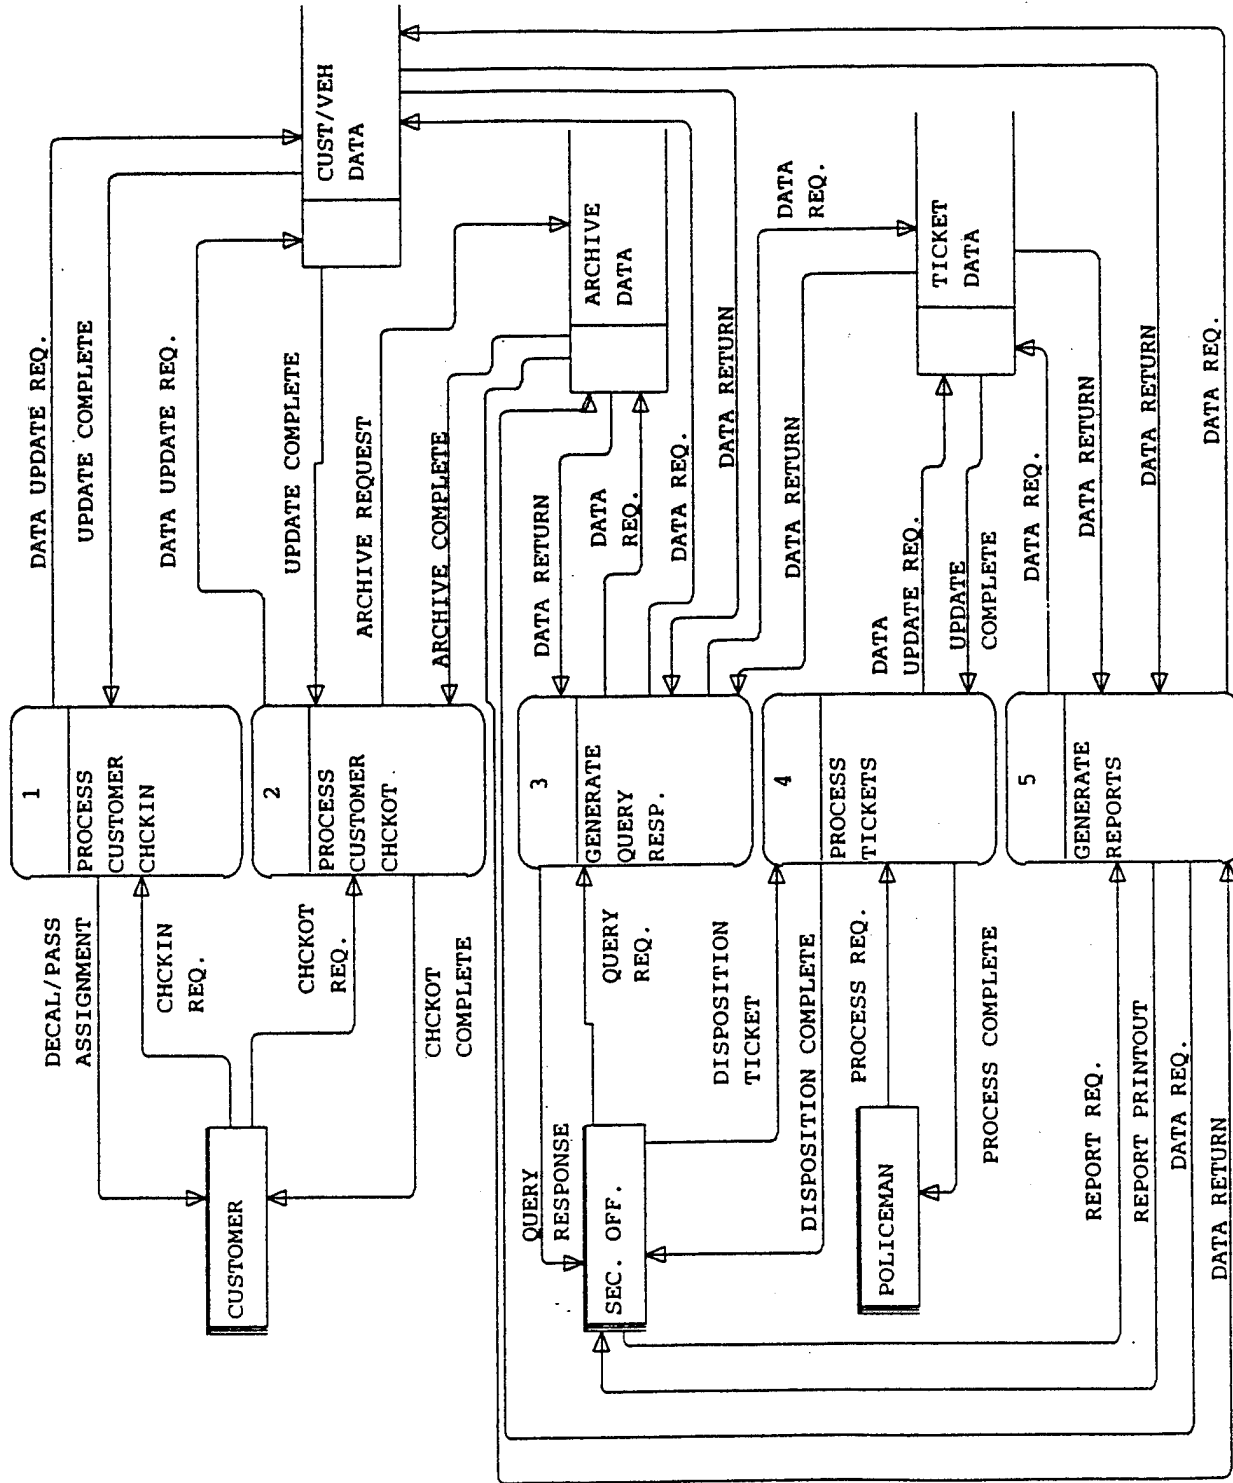 DECAL/PASS
ASSIGNMENT
CHCKIN
REQ.
CUSTOMER
CHCKOT
REQ.
CHCKOT
COMPLETE
1
PROCESS
CUSTOMER
CHCKIN
2
PROCESS
CUSTOMER
CHCKOT.
DATA UPDATE REQ.
UPDATE COMPLETE
DATA UPDATE REQ.
UPDATE COMPLETE
ARCHIVE REQUEST
ARCHIVE COMPLETE
CUST/VEH
DATA
QUERY
RESPONSE
QUERY
REQ.
SEC. OFF.
DISPOSITION
TICKET
DISPOSITION COMPLETE
3
GENERATE
QUERY
RESP.
DATA RETURN
DATA
REQ.
DATA REQ.
DATA RETURN
ARCHIVE
DATA
DATA
REQ.
DATA RETURN
PROCESS REQ.
POLICEMAN
PROCESS COMPLETE
4
PROCESS
TICKETS
DATA
UPDATE REQ.
UPDATE
COMPLETE
TICKET
DATA
REPORT REQ.
REPORT PRINTOUT
DATA REQ.
DATA RETURN
5
GENERATE
REPORTS
DATA REQ.
DATA RETURN
DATA RETURN
DATA REQ.